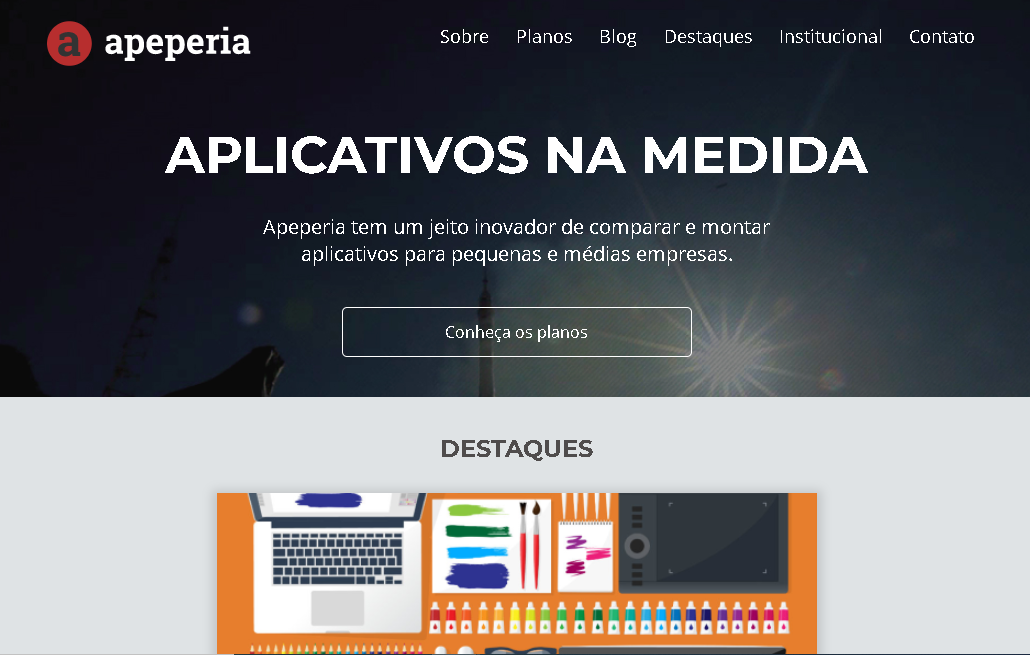 a apeperia
Sobre Planos Blog Destaques Institucional Contato
APLICATIVOS NA MEDIDA
Apeperia tem um jeito inovador de comparar e montar
aplicativos para pequenas e médias empresas.
Conheça os planos
DESTAQUES